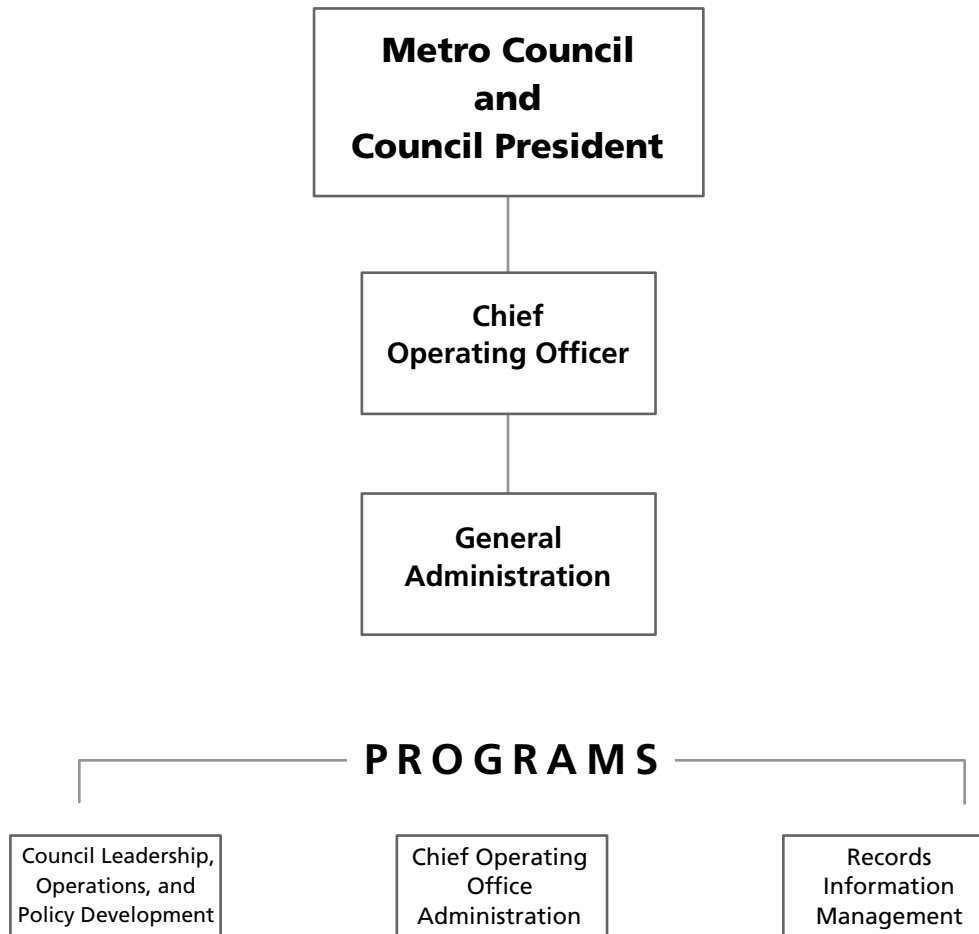 Metro Council
and
Council President
Chief
Operating Officer
General
Administration
PROGRAMS
Council Leadership,
Operations, and
Policy Development
Chief Operating
Office
Administration
Records
Information
Management